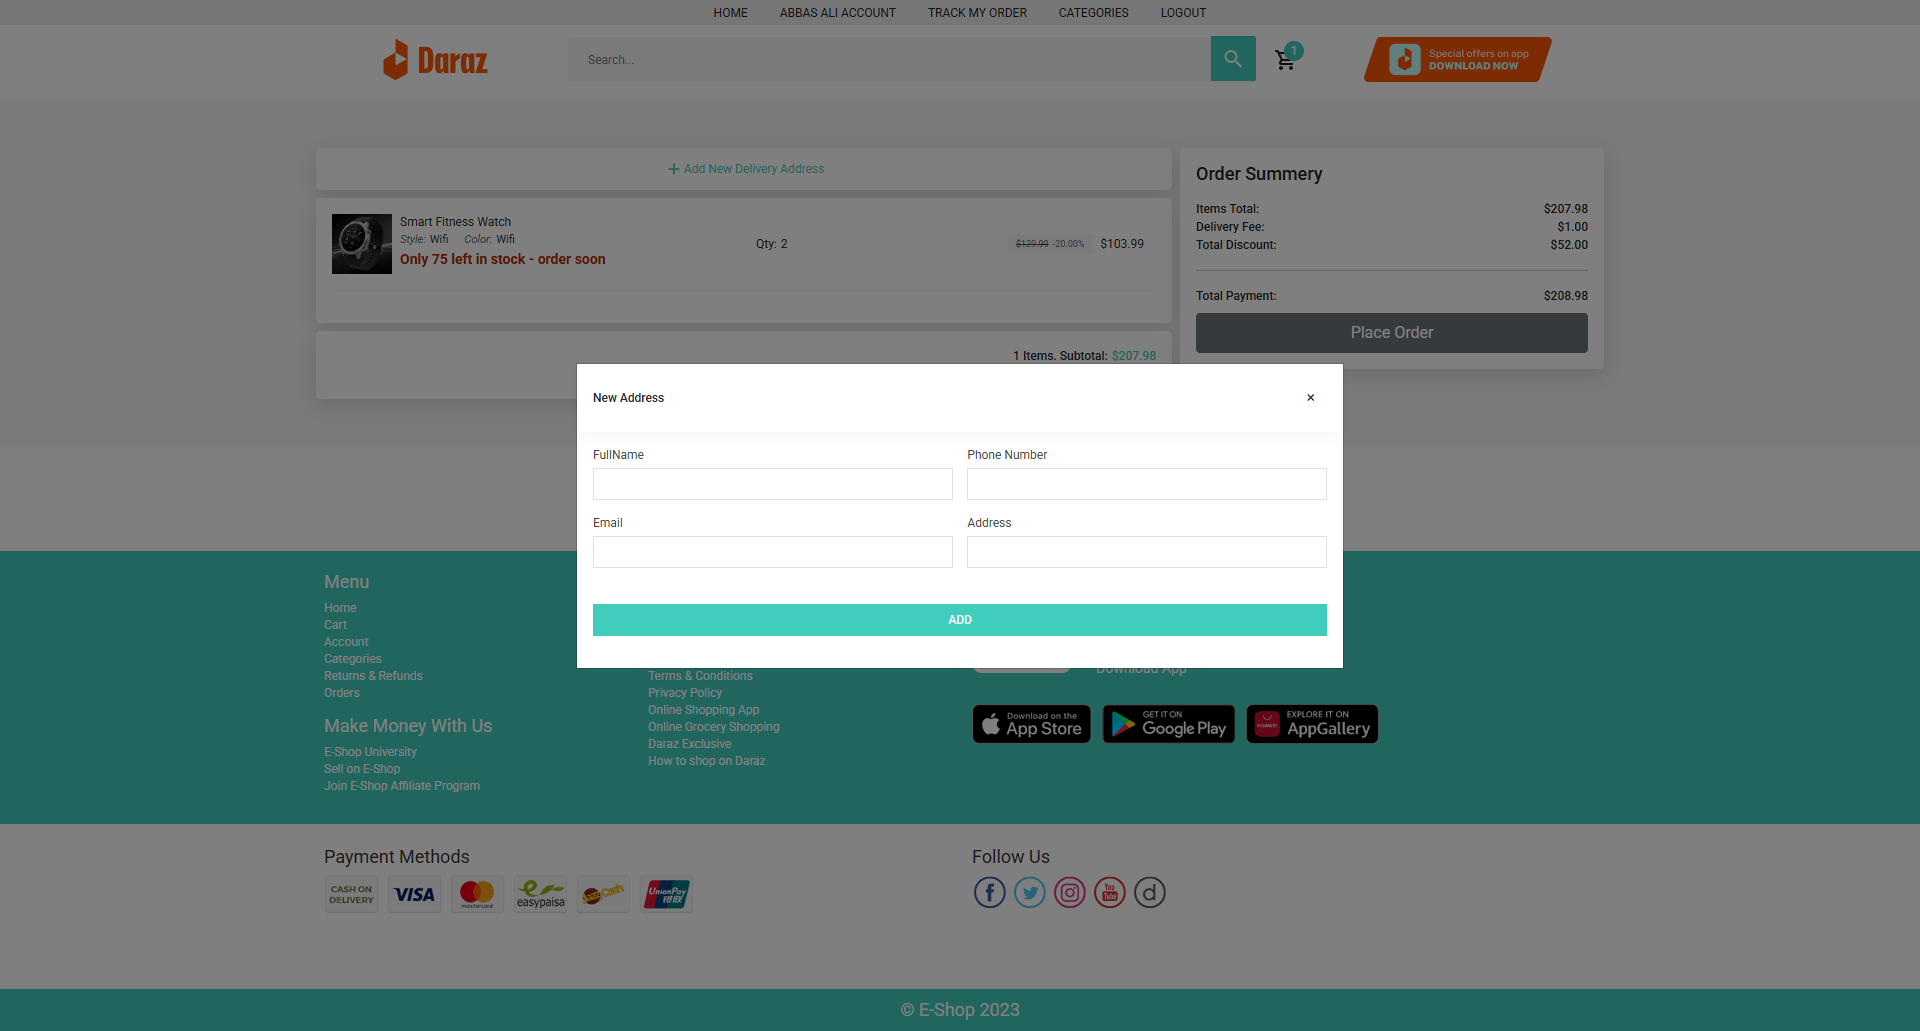 HOME ABBAS ALI ACCOUNT TRACK MY ORDER CATEGORIES LOGOUT
Daraz
Search...
1
Special offers on app
DOWNLOAD NOW
Add New Delivery Address
Smart Fitness Watch
Style: Wifi Color: Wifi
Only 75 left in stock - order soon
Qty: 2
$129.99 -20.00% $103.99
1 Items. Subtotal: $207.98
Order Summery
Items Total: $207.98
Delivery Fee: $1.00
Total Discount: $52.00
Total Payment: $208.98
Place Order
New Address ×
FullName
Phone Number
Email
Address
ADD
Menu
Home
Cart
Account
Categories
Returns & Refunds
Orders
Make Money With Us
E-Shop University
Sell on E-Shop
Join E-Shop Affiliate Program
Terms & Conditions
Privacy Policy
Online Shopping App
Online Grocery Shopping
Daraz Exclusive
How to shop on Daraz
Download App
Download on the
App Store
GET IT ON
Google Play
HUAWEI
EXPLORE IT ON
AppGallery
Payment Methods
CASH ON
DELIVERY
VISA
mastercard
easypaisa
UnionPay
银联
Follow Us
f
You
Tube
d
© E-Shop 2023